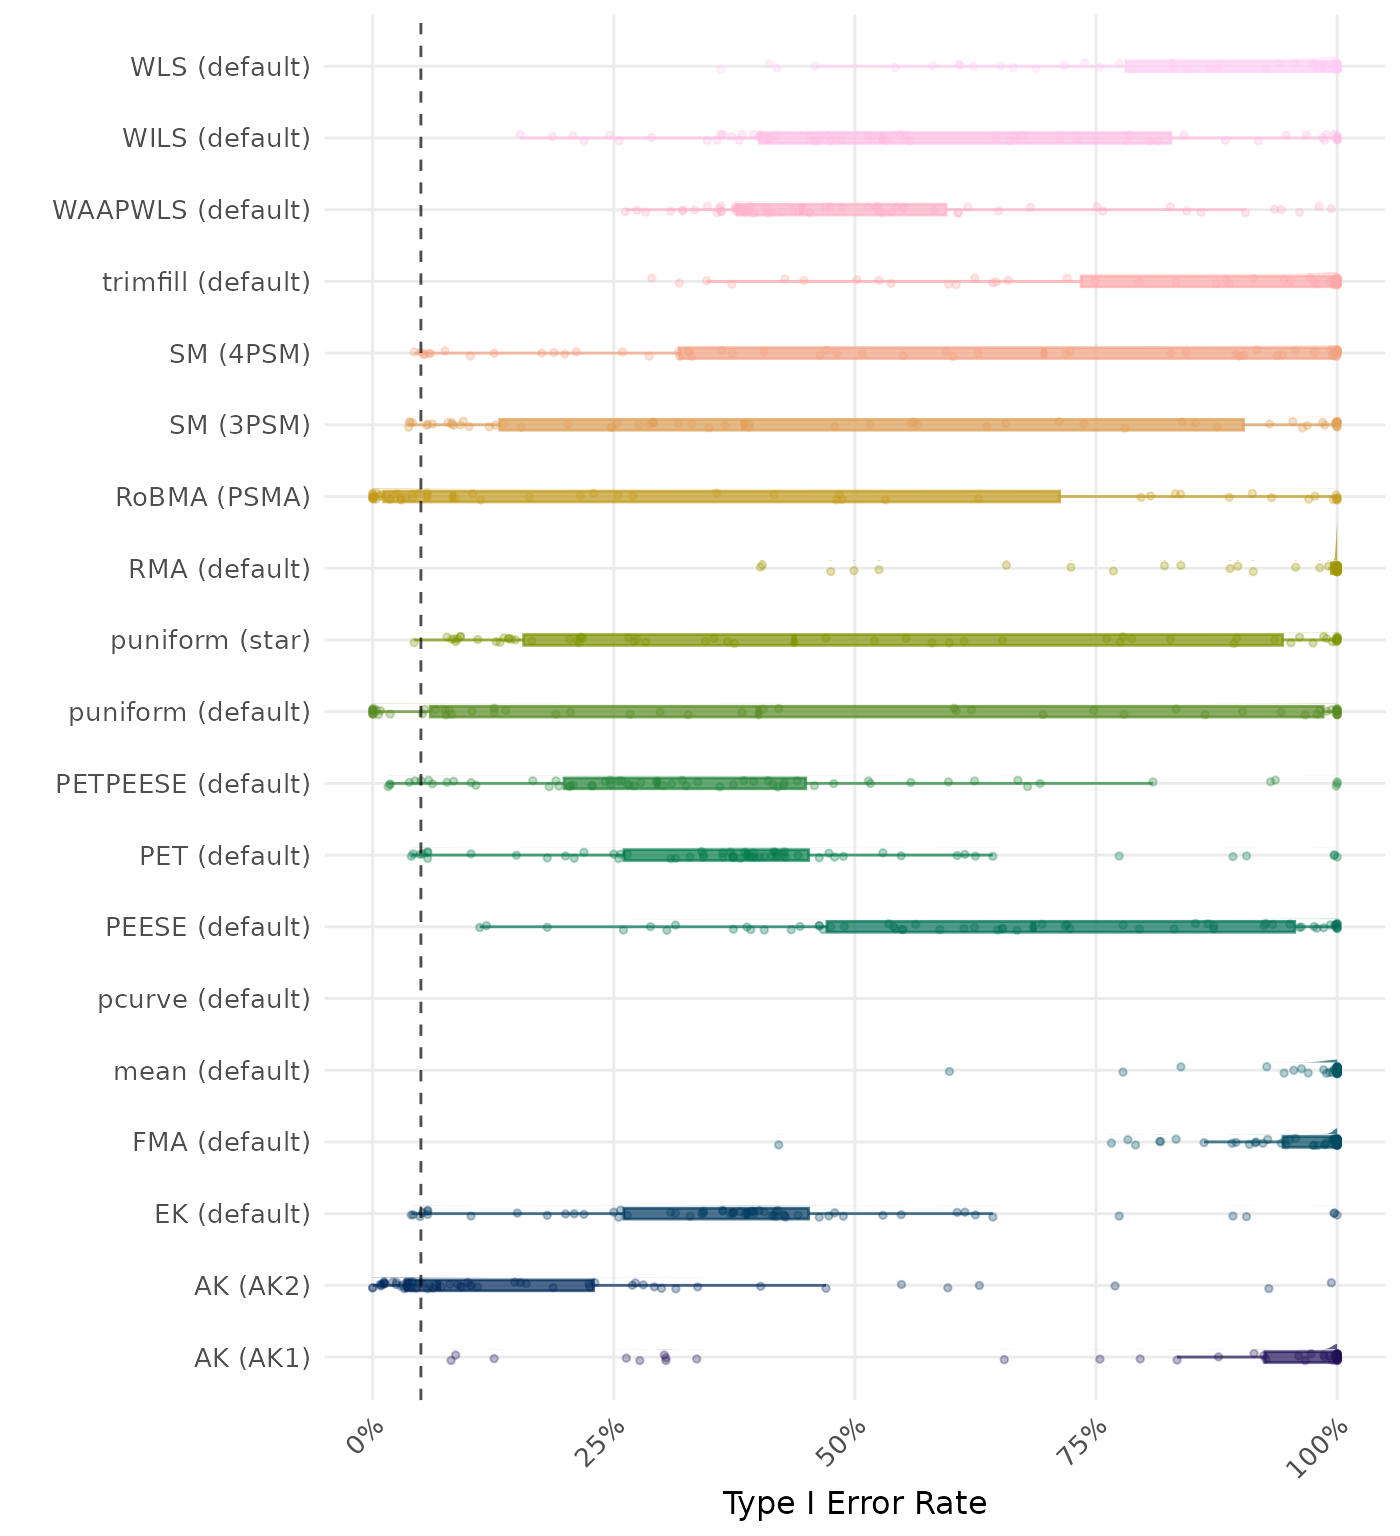 WLS (default)
WILS (default)
WAAPWLS (default)
trimfill (default)
SM (4PSM)
SM (3PSM)
RoBMA (PSMA)
RMA (default)
puniform (star)
puniform (default)
PETPEESE (default)
PET (default)
PEESE (default)
pcurve (default)
mean (default)
FMA (default)
EK (default)
AK (AK2)
AK (AK1)
0% 25% 50% 75% 100%
Type I Error Rate